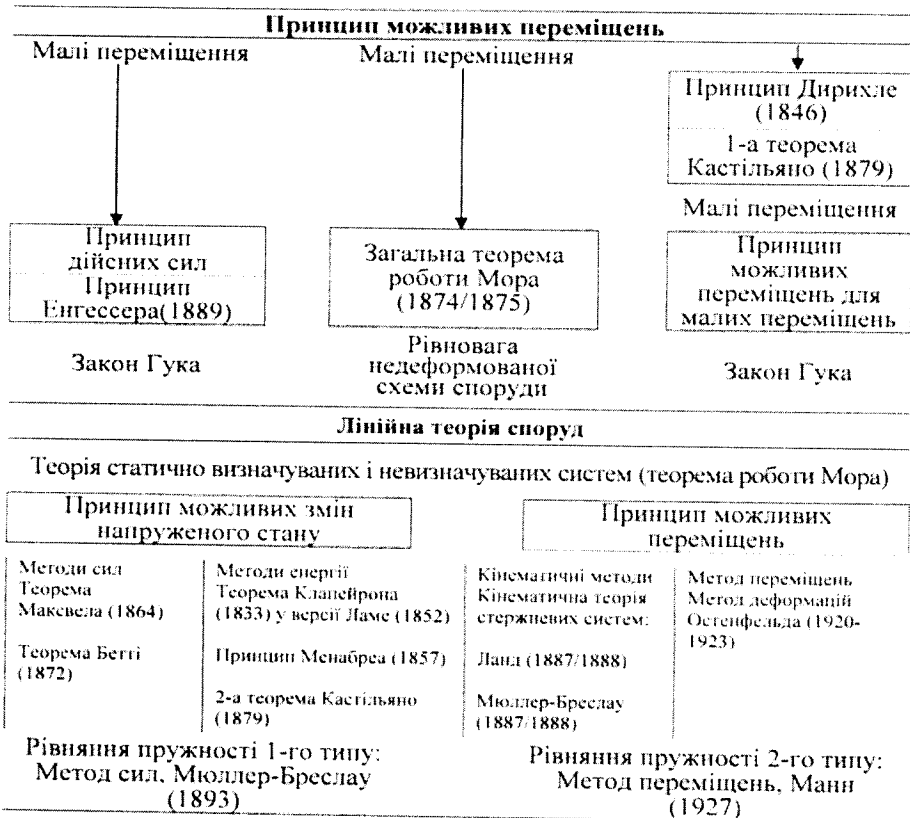 Принцип можливих переміщень
Малі переміщення
Малі переміщення
Принцип Дирихле
(1846)
1-а теорема
Кастільяно (1879)
Малі переміщення
Принцип
дійсних сил
Принцип
Енгессера(1889)
Загальна теорема
роботи Мора
(1874/1875)
Принцип
можливих
переміщень для
малих переміщень
Закон Гука
Рівновага
недеформованої
схеми споруди
Закон Гука
Лінійна теорія споруд
Теорія статично визначуваних і невизначуваних систем (теорема роботи Мора)
Принцип можливих змін
напруженого стану
Принцип можливих
переміщень
Методи сил
Теорема
Максвела (1864)
Теорема Бетті
(1872)
Методи енергії
Теорема Клапейрона
(1833) у версії Ламе (1852)
Принцип Менабреа (1857)
2-а теорема Кастільяно
(1879)
Кінематичні методи
Кінематична теорія
стержневих систем:
Ланд (1887/1888)
Мюллер-Бреслау
(1887/1888)
Метод переміщень
Метод деформацій
Остенфельда (1920-
1923)
Рівняння пружності 1-го типу:
Метод сил, Мюллер-Бреслау
(1893)
Рівняння пружності 2-го типу:
Метод переміщень, Манн
(1927)